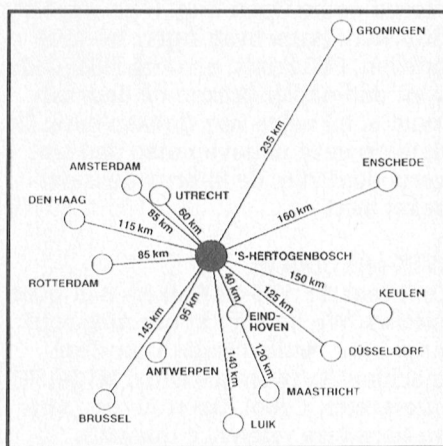 GRONINGEN
235 km
ENSCHEDE
AMSTERDAM
UTRECHT
60 km
85 km
160 km
DEN HAAG
115 km
'S-HERTOGENBOSCH
85 km
ROTTERDAM
150 km
KEULEN
40 km
125 km
EIND-
HOVEN
145 km
95 km
DÜSSELDORF
ANTWERPEN
140 km
120 km
MAASTRICHT
BRUSSEL
LUIK